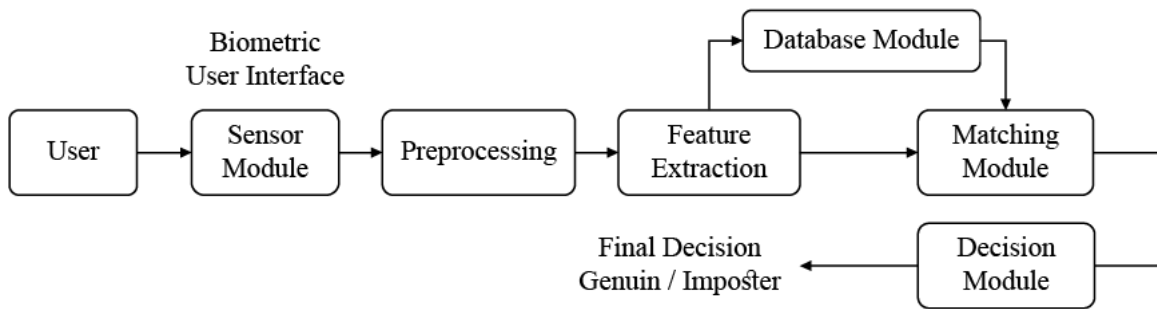 Biometric
User Interface
Database Module
User
Sensor
Module
Preprocessing
Feature
Extraction
Matching
Module
Final Decision
Genuin / Imposter
Decision
Module